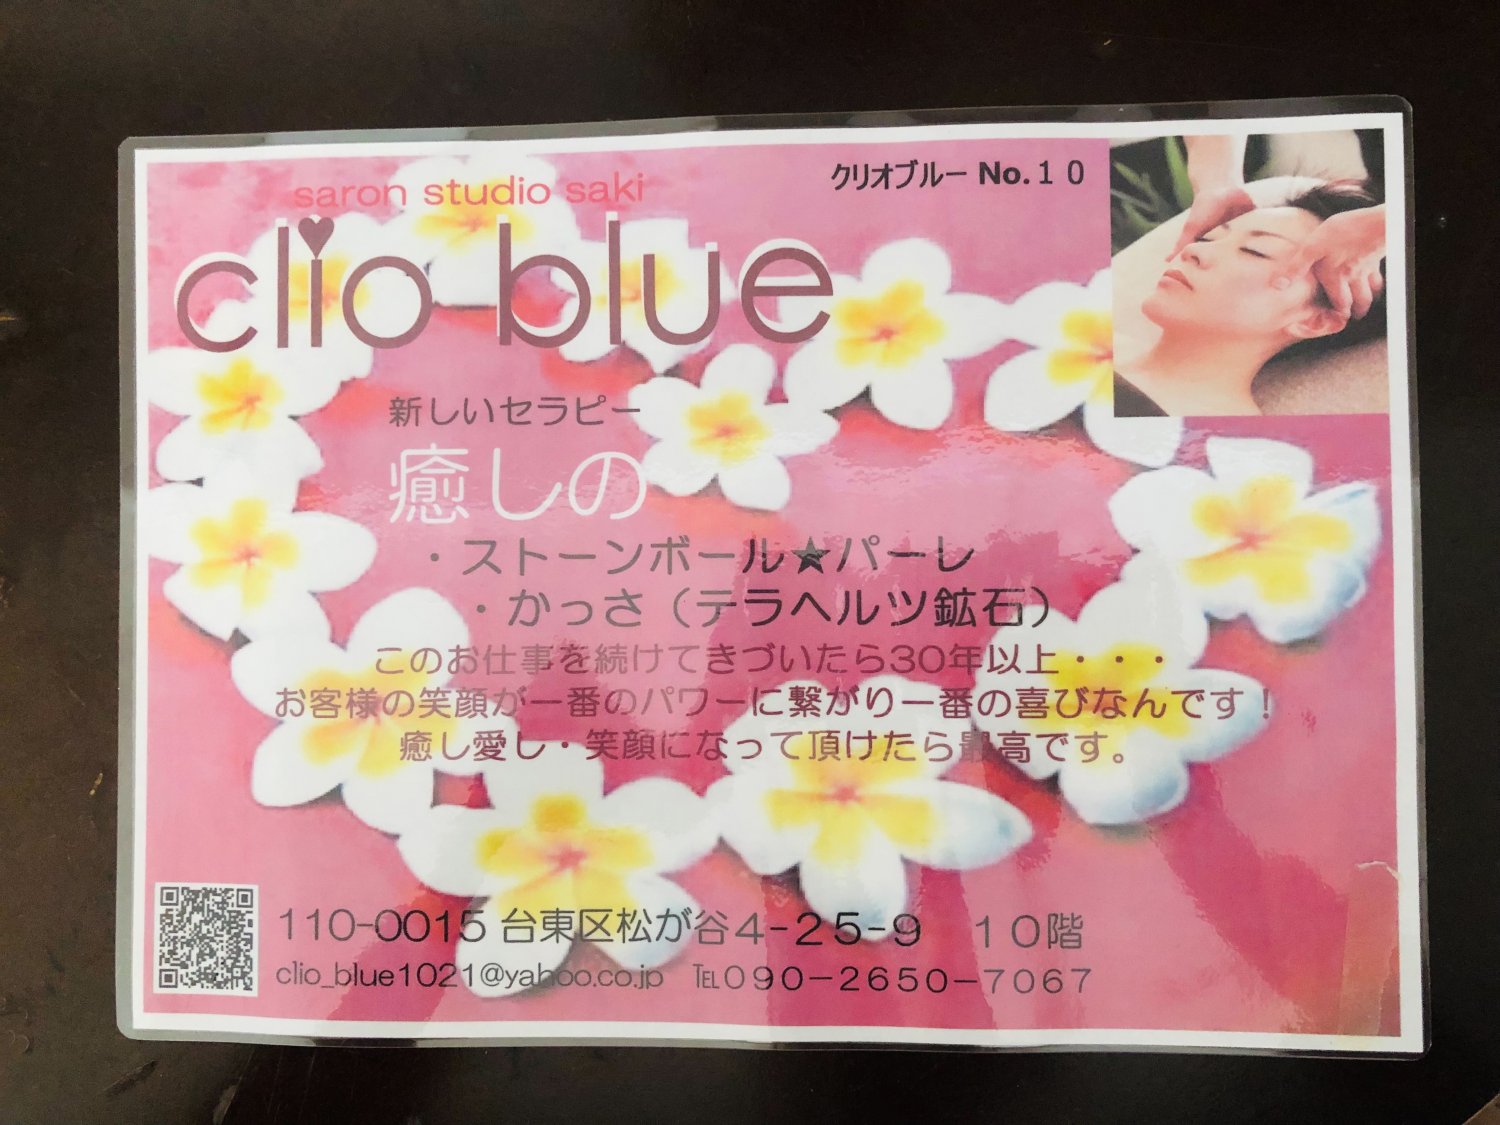 saron studio saki
clio blue
クリオブルー No.１０
新しいセラピー
癒しの
・ストーンボール★パーレ
・かっさ（テラヘルツ鉱石）
このお仕事を続けてきづいたら30年以上・・・
お客様の笑顔が一番のパワーに繋がり一番の喜びなんです！
癒し愛し・笑顔になって頂けたら最高です。
110-0015 台東区松が谷４-２５-９　１０階
clio_blue1021@yahoo.co.jp　℡０９０－２６５０－７０６７